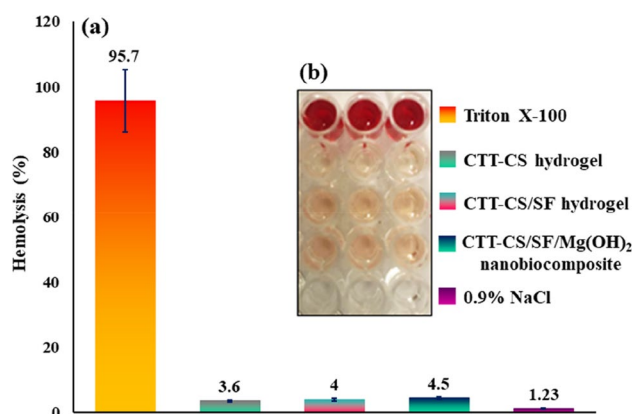 120
100
80
60
40
20
0
Hemolysis (%)
(a)
95.7
3.6
4
4.5
1.23
(b)
Triton X-100
CTT-CS hydrogel
CTT-CS/SF hydrogel
CTT-CS/SF/Mg(OH)₂
nanobiocomposite
0.9% NaCl